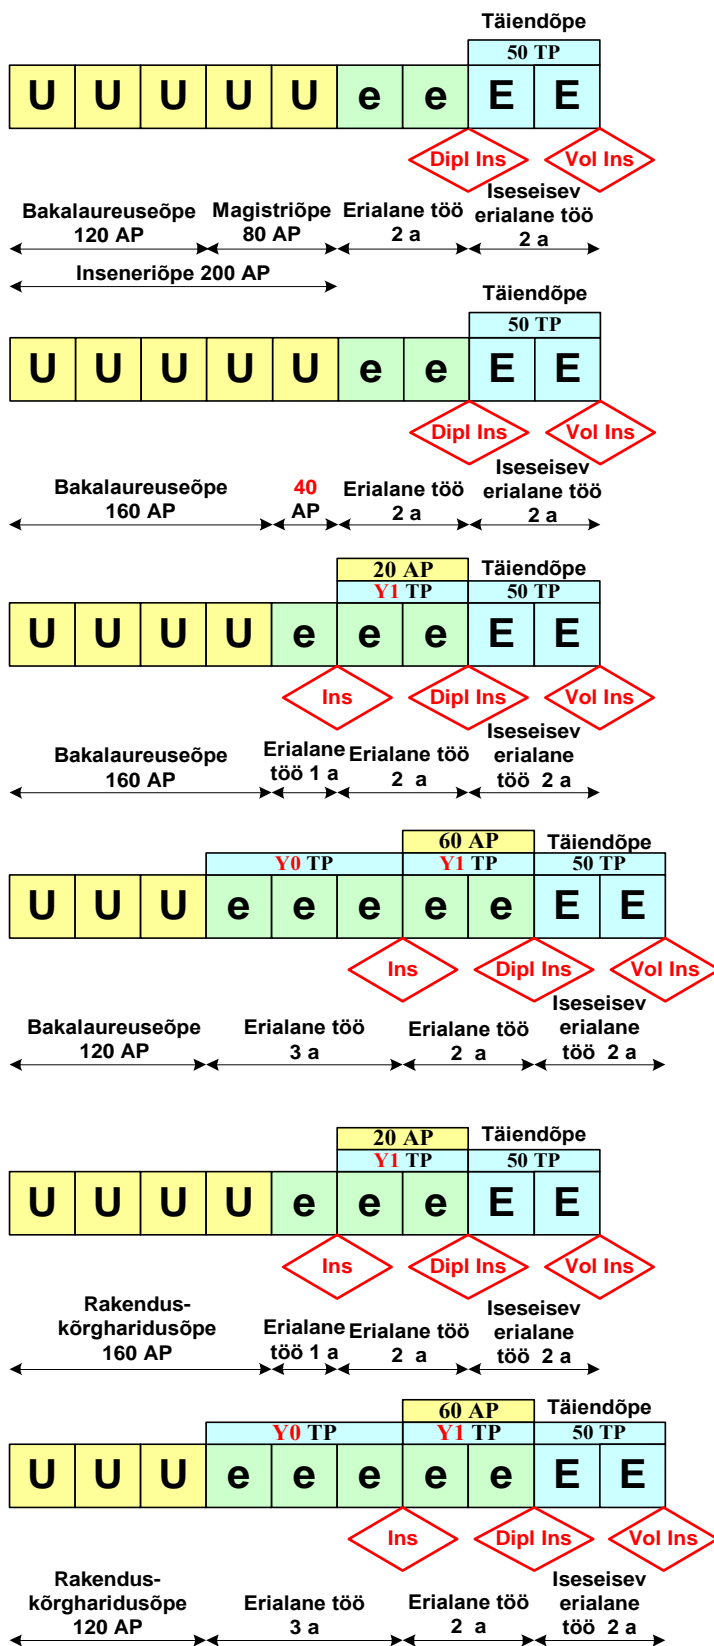 Täiendõpe
50 TP
U U U U U e e E E
Dipl Ins Vol Ins
Bakalaureuseõpe
120 AP
Magistriõpe
80 AP
Erialane töö
2 a
Iseseisev
erialane töö
2 a
Inseneriõpe 200 AP
Täiendõpe
50 TP
U U U U U e e E E
Dipl Ins Vol Ins
Bakalaureuseõpe
160 AP
40
AP
Erialane töö
2 a
Iseseisev
erialane töö
2 a
20 AP
Y1 TP
Täiendõpe
50 TP
U U U U e e e E E
Ins Dipl Ins Vol Ins
Bakalaureuseõpe
160 AP
Erialane
töö 1 a
Erialane töö
2 a
Iseseisev
erialane
töö 2 a
Y0 TP
60 AP
Y1 TP
Täiendõpe
50 TP
U U U e e e e e E E
Ins Dipl Ins Vol Ins
Bakalaureuseõpe
120 AP
Erialane töö
3 a
Erialane töö
2 a
Iseseisev
erialane
töö 2 a
20 AP
Y1 TP
Täiendõpe
50 TP
U U U U e e e E E
Ins Dipl Ins Vol Ins
Rakendus-
kõrgharidusõpe
160 AP
Erialane
töö 1 a
Erialane töö
2 a
Iseseisev
erialane
töö 2 a
Y0 TP
60 AP
Y1 TP
Täiendõpe
50 TP
U U U e e e e e E E
Ins Dipl Ins Vol Ins
Rakendus-
kõrgharidusõpe
120 AP
Erialane töö
3 a
Erialane töö
2 a
Iseseisev
erialane
töö 2 a